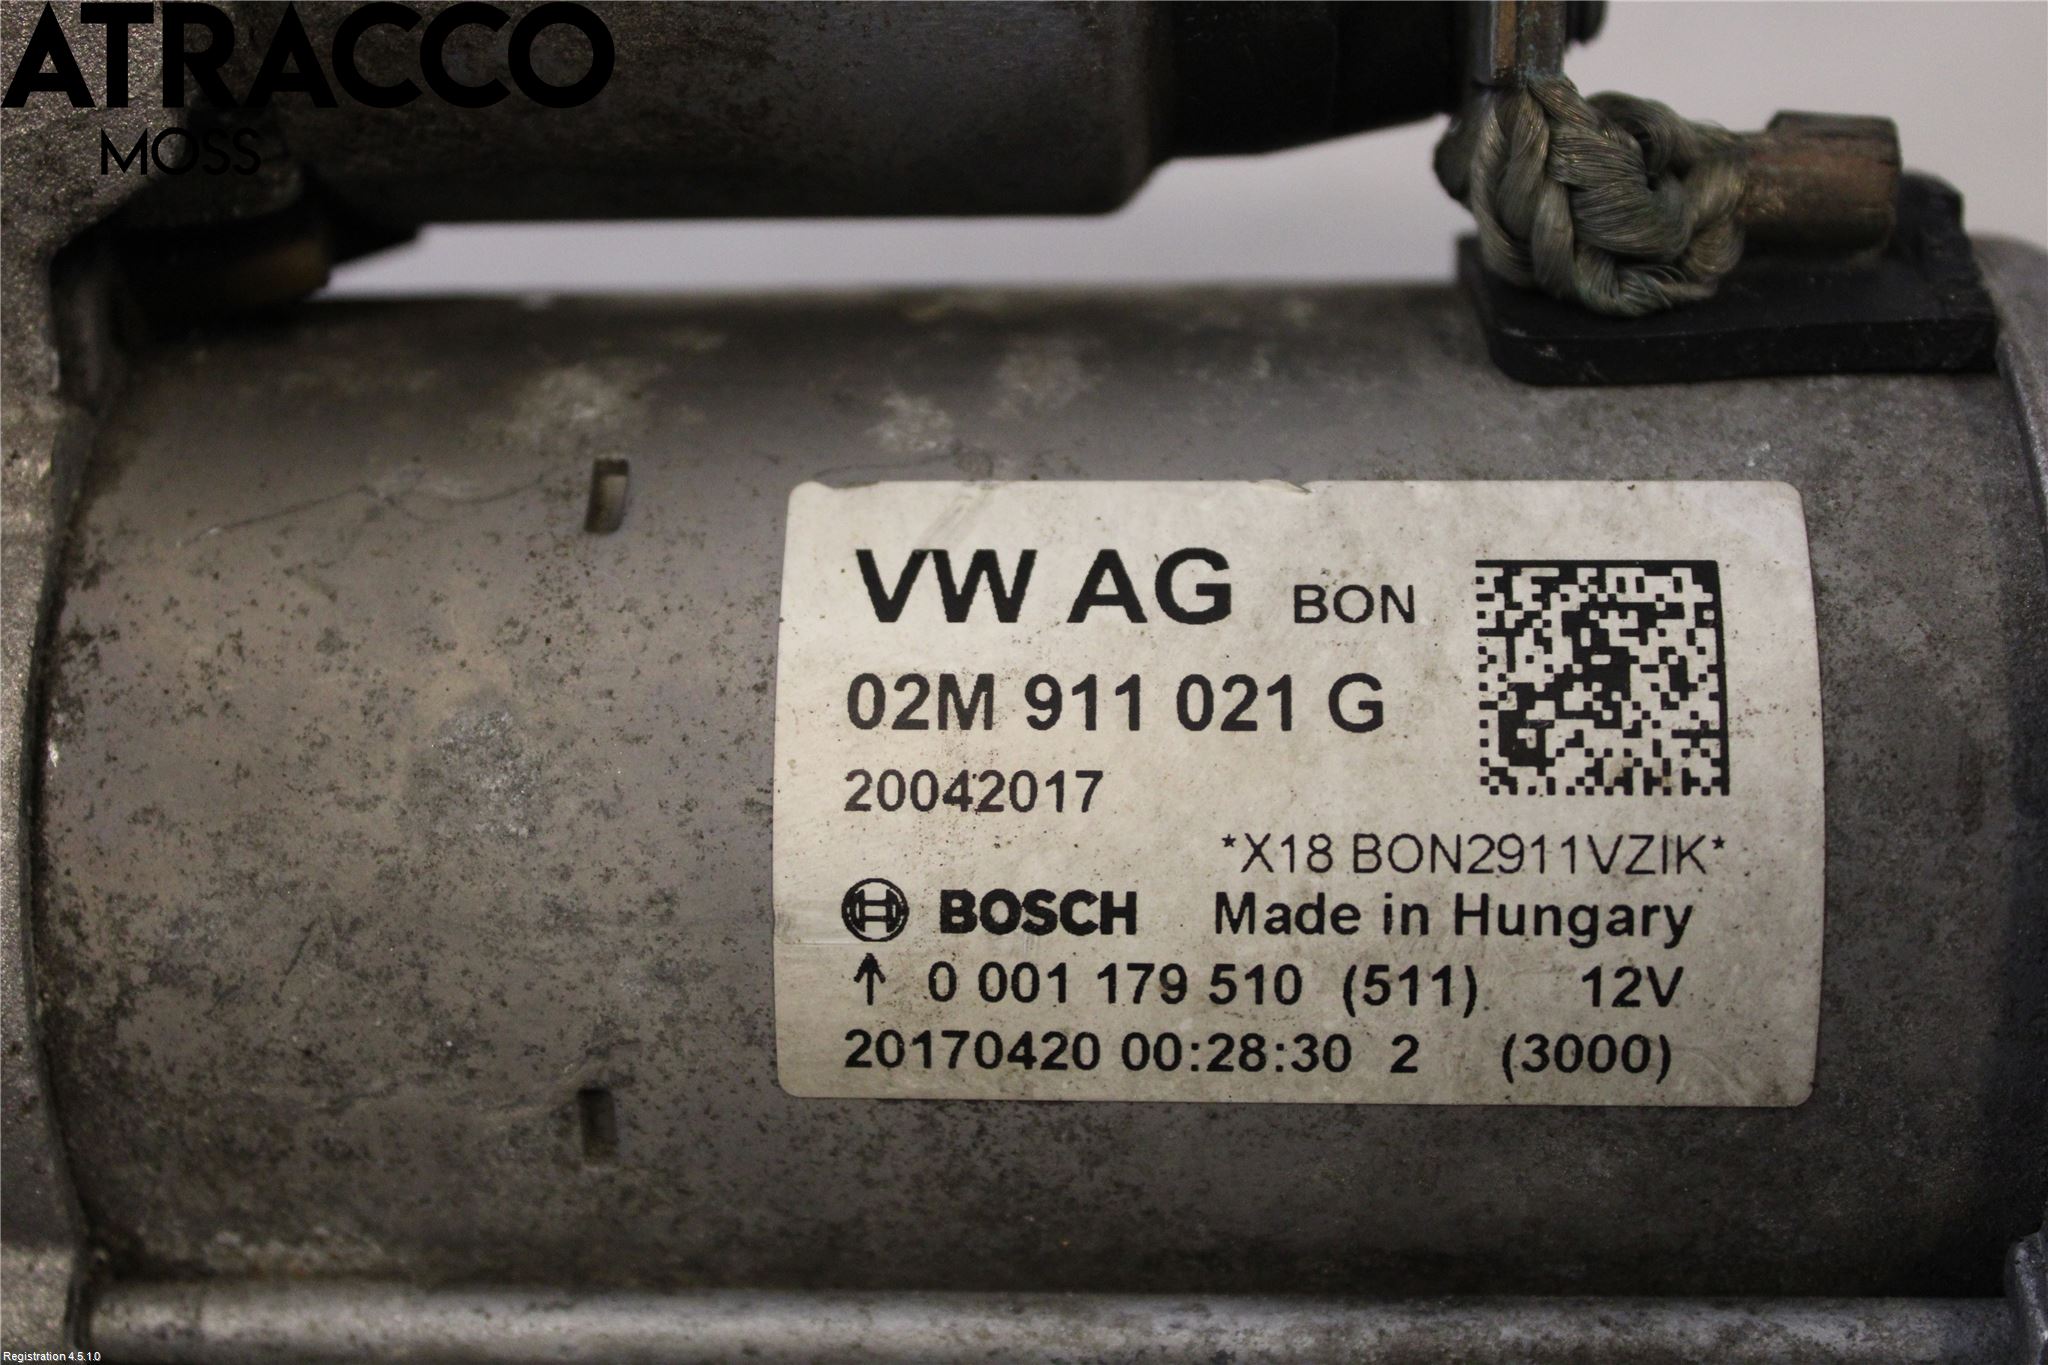 ATRACCO
MOSS
VW AG BON
02M 911 021 G
20042017
*X18 BON2911VZIK*
BOSCH Made in Hungary
↑ 0 001 179 510 (511) 12V
20170420 00:28:30 2 (3000)
Registration 4.5.1.0